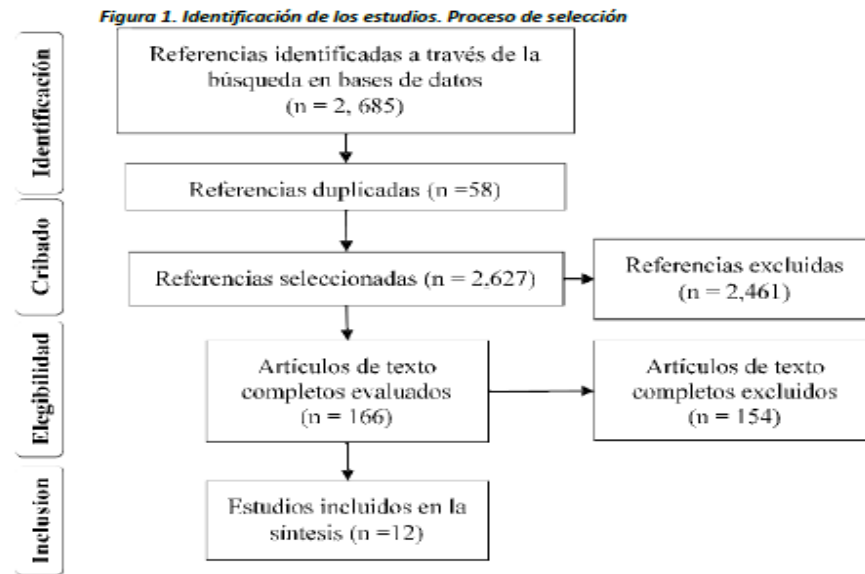 Figura 1. Identificación de los estudios. Proceso de selección
Identificación
Referencias identificadas a través de la
búsqueda en bases de datos
(n = 2, 685)
Referencias duplicadas (n =58)
Cribado
Referencias seleccionadas (n = 2,627)
Referencias excluidas
(n = 2,461)
Elegibilidad
Artículos de texto
completos evaluados
(n = 166)
Artículos de texto
completos excluidos
(n = 154)
Inclusion
Estudios incluidos en la
síntesis (n =12)